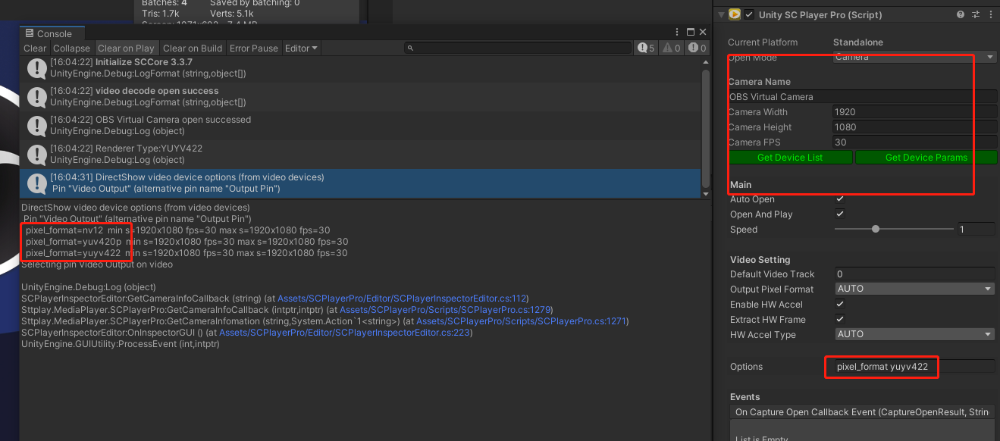 Batches: 4 Saved by batching: 0
Tris: 1.7k Verts: 5.1k
Console
Clear Collapse Clear on Play Clear on Build Error Pause Editor 5 0 0
[16:04:22] Initialize SCCore 3.3.7
UnityEngine.Debug:LogFormat (string,object[])
[16:04:22] video decode open success
UnityEngine.Debug:LogFormat (string,object[])
[16:04:22] OBS Virtual Camera open successed
UnityEngine.Debug:Log (object)
[16:04:22] Renderer Type:YUYV422
UnityEngine.Debug:Log (object)
[16:04:31] DirectShow video device options (from video devices)
Pin "Video Output" (alternative pin name "Output Pin")
DirectShow video device options (from video devices)
Pin "Video Output" (alternative pin name "Output Pin")
pixel_format=nv12 min s=1920x1080 fps=30 max s=1920x1080 fps=30
pixel_format=yuv420p min s=1920x1080 fps=30 max s=1920x1080 fps=30
pixel_format=yuyv422 min s=1920x1080 fps=30 max s=1920x1080 fps=30
Selecting pin Video Output on video
UnityEngine.Debug:Log (object)
SCPlayerInspectorEditor:GetCameraInfoCallback (string) (at Assets/SCPlayerPro/Editor/SCPlayerInspectorEditor.cs:112)
Sttplay.MediaPlayer.SCPlayerPro:GetCameraInfoCallback (intptr,intptr) (at Assets/SCPlayerPro/Scripts/SCPlayerPro.cs:1279)
Sttplay.MediaPlayer.SCPlayerPro:GetCameraInfomation (string,System.Action`1<string>) (at Assets/SCPlayerPro/Scripts/SCPlayerPro.cs:1271)
SCPlayerInspectorEditor:OnInspectorGUI () (at Assets/SCPlayerPro/Editor/SCPlayerInspectorEditor.cs:223)
UnityEngine.GUIUtility:ProcessEvent (int,intptr)
Unity SC Player Pro (Script)
Current Platform Standalone
Open Mode Camera
Camera Name
OBS Virtual Camera
Camera Width 1920
Camera Height 1080
Camera FPS 30
Get Device List Get Device Params
Main
Auto Open
Open And Play
Speed 1
Video Setting
Default Video Track 0
Output Pixel Format AUTO
Enable HW Accel
Extract HW Frame
HW Accel Type AUTO
Options pixel_format yuyv422
Events
On Capture Open Callback Event (CaptureOpenResult, Strin
List is Empty